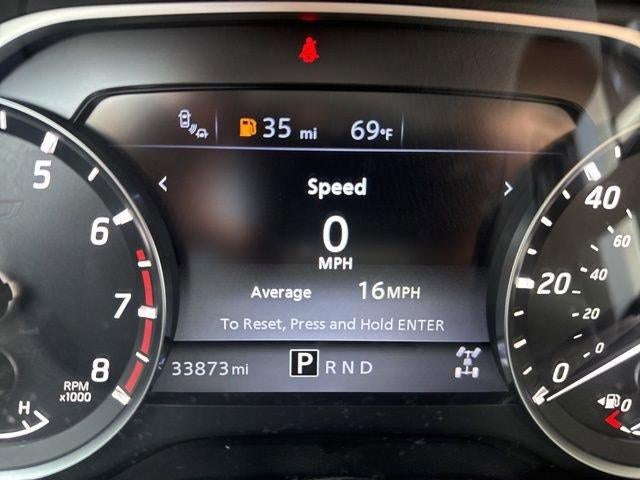 35 mi 69°F
Speed
0
MPH
Average 16 MPH
To Reset, Press and Hold ENTER
33873 mi P R N D
5
6
7
8
RPM
x1000
H
40
60
20
40
20
0
0
0